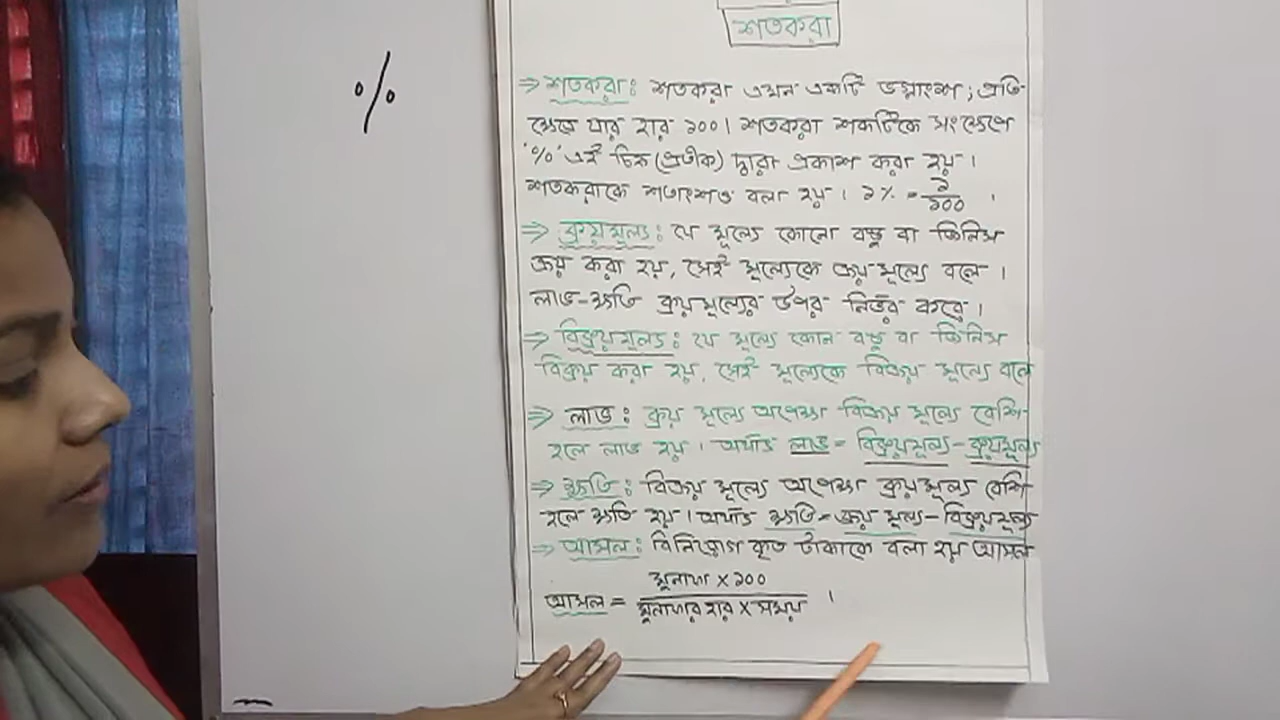 শতকরা
%
⇒ শতকরা: শতকরা এমন একটি ভগ্নাংশ; প্রতি
ক্ষেত্রে যার হার ১০০। শতকরা শব্দটিকে সংক্ষেপে
'%' এই চিহ্ন (প্রতীক) দ্বারা প্রকাশ করা হয়।
শতকরাকে শতাংশও বলা হয়। ১% = ১/১০০ ।
⇒ ক্রয়মূল্য: যে মূল্যে কোনো বস্তু বা জিনিস
ক্রয় করা হয়, সেই মূল্যকে ক্রয়মূল্যে বলে।
লাভ-ক্ষতি ক্রয়মূল্যের উপর নির্ভর করে।
⇒ বিক্রয়মূল্য: যে মূল্যে কোন বস্তু বা জিনিস
বিক্রয় করা হয়, সেই মূল্যেকে বিক্রয় মূল্যে বলে
⇒ লাভ: ক্রয় মূল্যে অপেক্ষা বিক্রয় মূল্যে বেশি
হলে লাভ হয়। অর্থাৎ লাভ = বিক্রয়মূল্য - ক্রয়মূল্য
⇒ ক্ষতি: বিক্রয় মূল্যে অপেক্ষা ক্রয়মূল্য বেশি
হলে ক্ষতি হয়। অর্থাৎ ক্ষতি = ক্রয় মূল্য - বিক্রয়মূল্য
⇒ আসল: বিনিয়োগ কৃত টাকাকে বলা হয় আসল
আসল = মুনাফা × ১০০ / মুনাফার হার × সময় ।